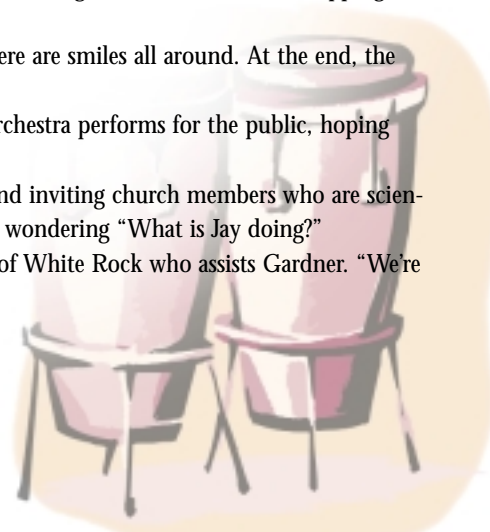 ere are smiles all around. At the end, the
rchestra performs for the public, hoping
nd inviting church members who are scien-
wondering “What is Jay doing?”
of White Rock who assists Gardner. “We’re